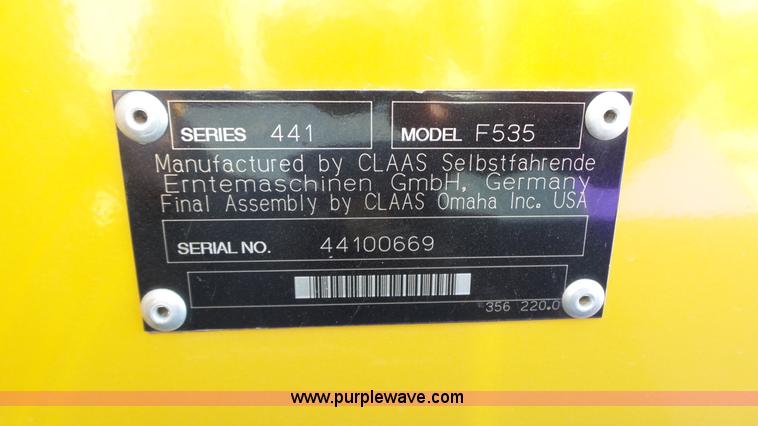 SERIES 441 MODEL F535
Manufactured by CLAAS Selbstfahrende
Erntemaschinen GmbH, Germany
Final Assembly by CLAAS Omaha Inc. USA
SERIAL NO. 44100669
356 220.0
www.purplewave.com